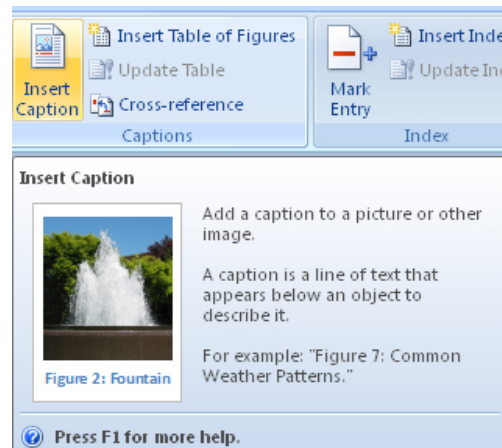 Insert Table of Figures
Update Table
Insert
Caption
Cross-reference
Captions
Mark
Entry
Insert
Update
Index
Insert Caption
Add a caption to a picture or other
image.
A caption is a line of text that
appears below an object to
describe it.
For example: "Figure 7: Common
Weather Patterns."
Figure 2: Fountain
Press F1 for more help.